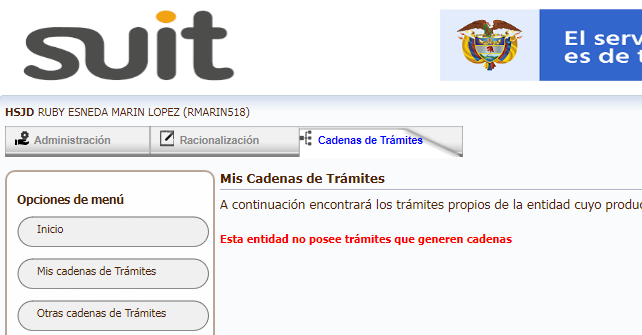 suit
El serv
es de t
HSJD RUBY ESNEDA MARIN LOPEZ (RMARIN518)
Administración Racionalización Cadenas de Trámites
Opciones de menú
Inicio
Mis cadenas de Trámites
Otras cadenas de Trámites
Mis Cadenas de Trámites
A continuación encontrará los trámites propios de la entidad cuyo produc
Esta entidad no posee trámites que generen cadenas